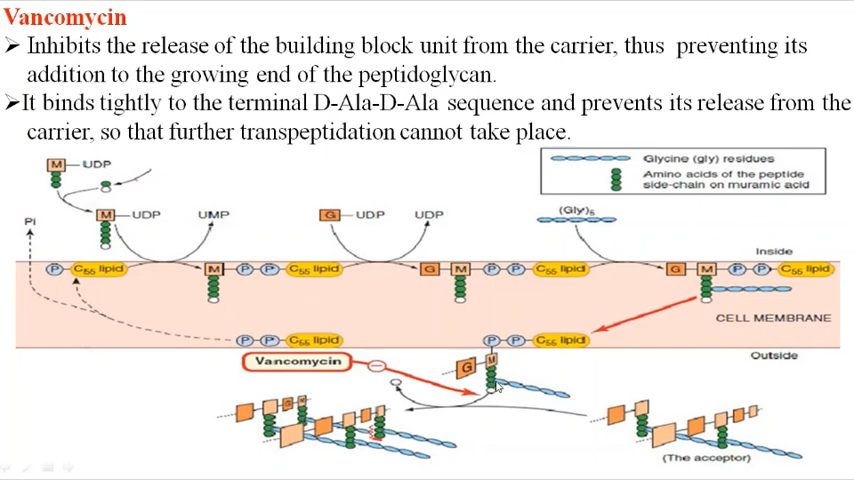 Vancomycin
➢ Inhibits the release of the building block unit from the carrier, thus preventing its
addition to the growing end of the peptidoglycan.
➢It binds tightly to the terminal D-Ala-D-Ala sequence and prevents its release from the
carrier, so that further transpeptidation cannot take place.
M UDP
Glycine (gly) residues
Amino acids of the peptide
side-chain on muramic acid
Pi
M UDP UMP G UDP UDP (Gly)₅
Inside
P C₅₅ lipid M P P C₅₅ lipid G M P P C₅₅ lipid G M P P C₅₅ lipid
CELL MEMBRANE
P P C₅₅ lipid P P C₅₅ lipid
Outside
Vancomycin
G M
G M
(The acceptor)